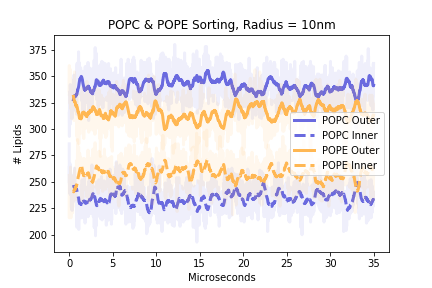 POPC & POPE Sorting, Radius = 10nm
375
350
325
300
275
250
225
200
# Lipids
POPC Outer
POPC Inner
POPE Outer
POPE Inner
0 5 10 15 20 25 30 35
Microseconds